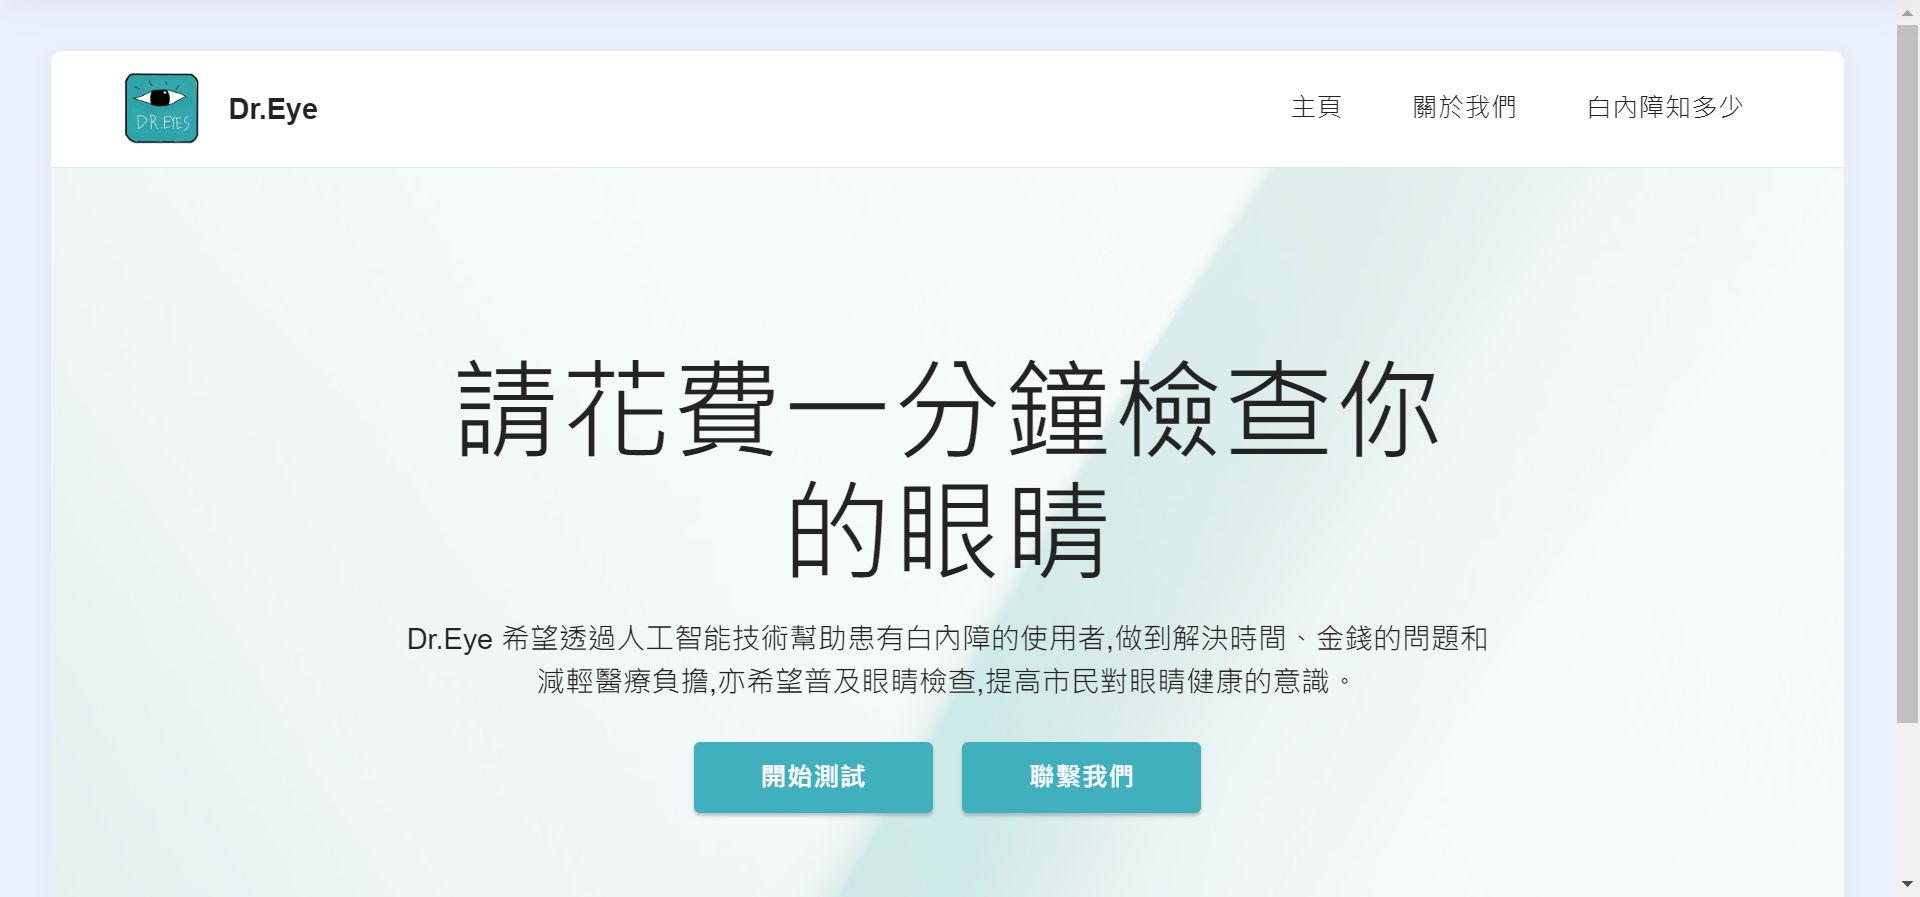 DR.EYES
Dr.Eye
主頁
關於我們
白內障知多少
請花費一分鐘檢查你
的眼睛
Dr.Eye 希望透過人工智能技術幫助患有白內障的使用者,做到解決時間、金錢的問題和
減輕醫療負擔,亦希望普及眼睛檢查,提高市民對眼睛健康的意識。
開始測試
聯繫我們